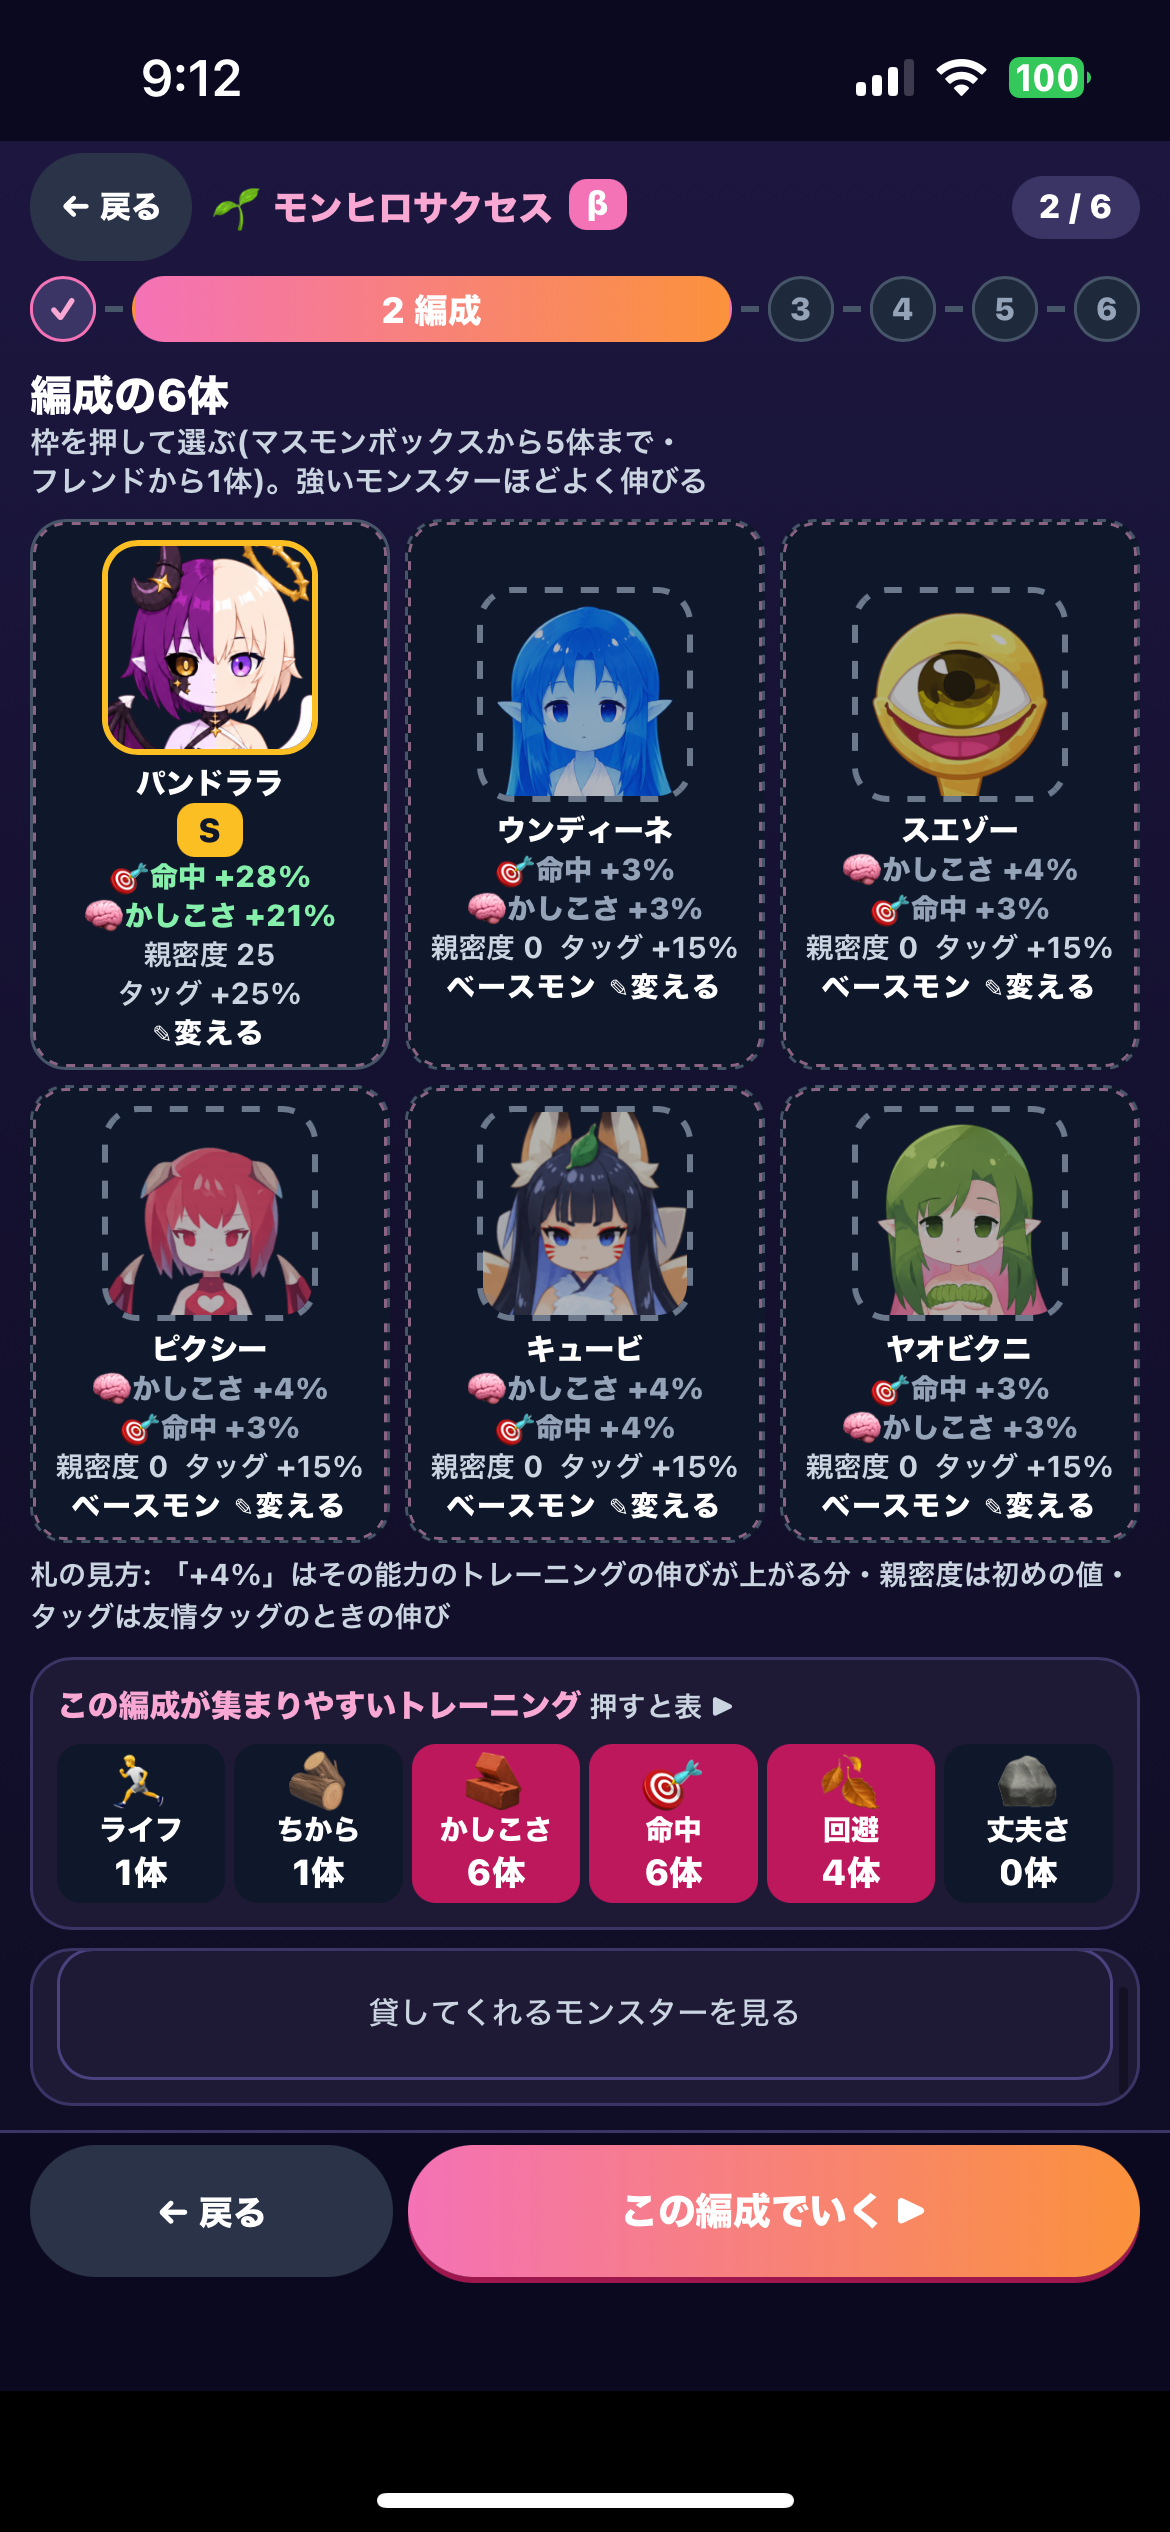 9:12
100
← 戻る
モンヒロサクセス β
2 / 6
2 編成
3
4
5
6
編成の6体
枠を押して選ぶ(マスモンボックスから5体まで・
フレンドから1体)。強いモンスターほどよく伸びる
パンドララ
S
命中 +28%
かしこさ +21%
親密度 25
タッグ +25%
✎変える
ウンディーネ
命中 +3%
かしこさ +3%
親密度 0 タッグ +15%
ベースモン ✎変える
スエゾー
かしこさ +4%
命中 +3%
親密度 0 タッグ +15%
ベースモン ✎変える
ピクシー
かしこさ +4%
命中 +3%
親密度 0 タッグ +15%
ベースモン ✎変える
キュービ
かしこさ +4%
命中 +4%
親密度 0 タッグ +15%
ベースモン ✎変える
ヤオビクニ
命中 +3%
かしこさ +3%
親密度 0 タッグ +15%
ベースモン ✎変える
札の見方: 「+4%」はその能力のトレーニングの伸びが上がる分・親密度は初めの値・
タッグは友情タッグのときの伸び
この編成が集まりやすいトレーニング 押すと表 ▶
ライフ
1体
ちから
1体
かしこさ
6体
命中
6体
回避
4体
丈夫さ
0体
貸してくれるモンスターを見る
← 戻る
この編成でいく ▶